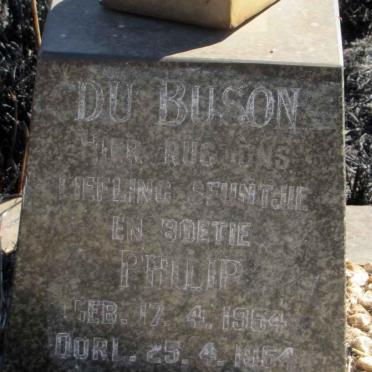 DU BUSON
HIER RUS ONS
LIEFLING SEUNTJIE
EN BOETIE
PHILIP
GEB. 17. 4. 1964
OORL. 25. 4. 1964